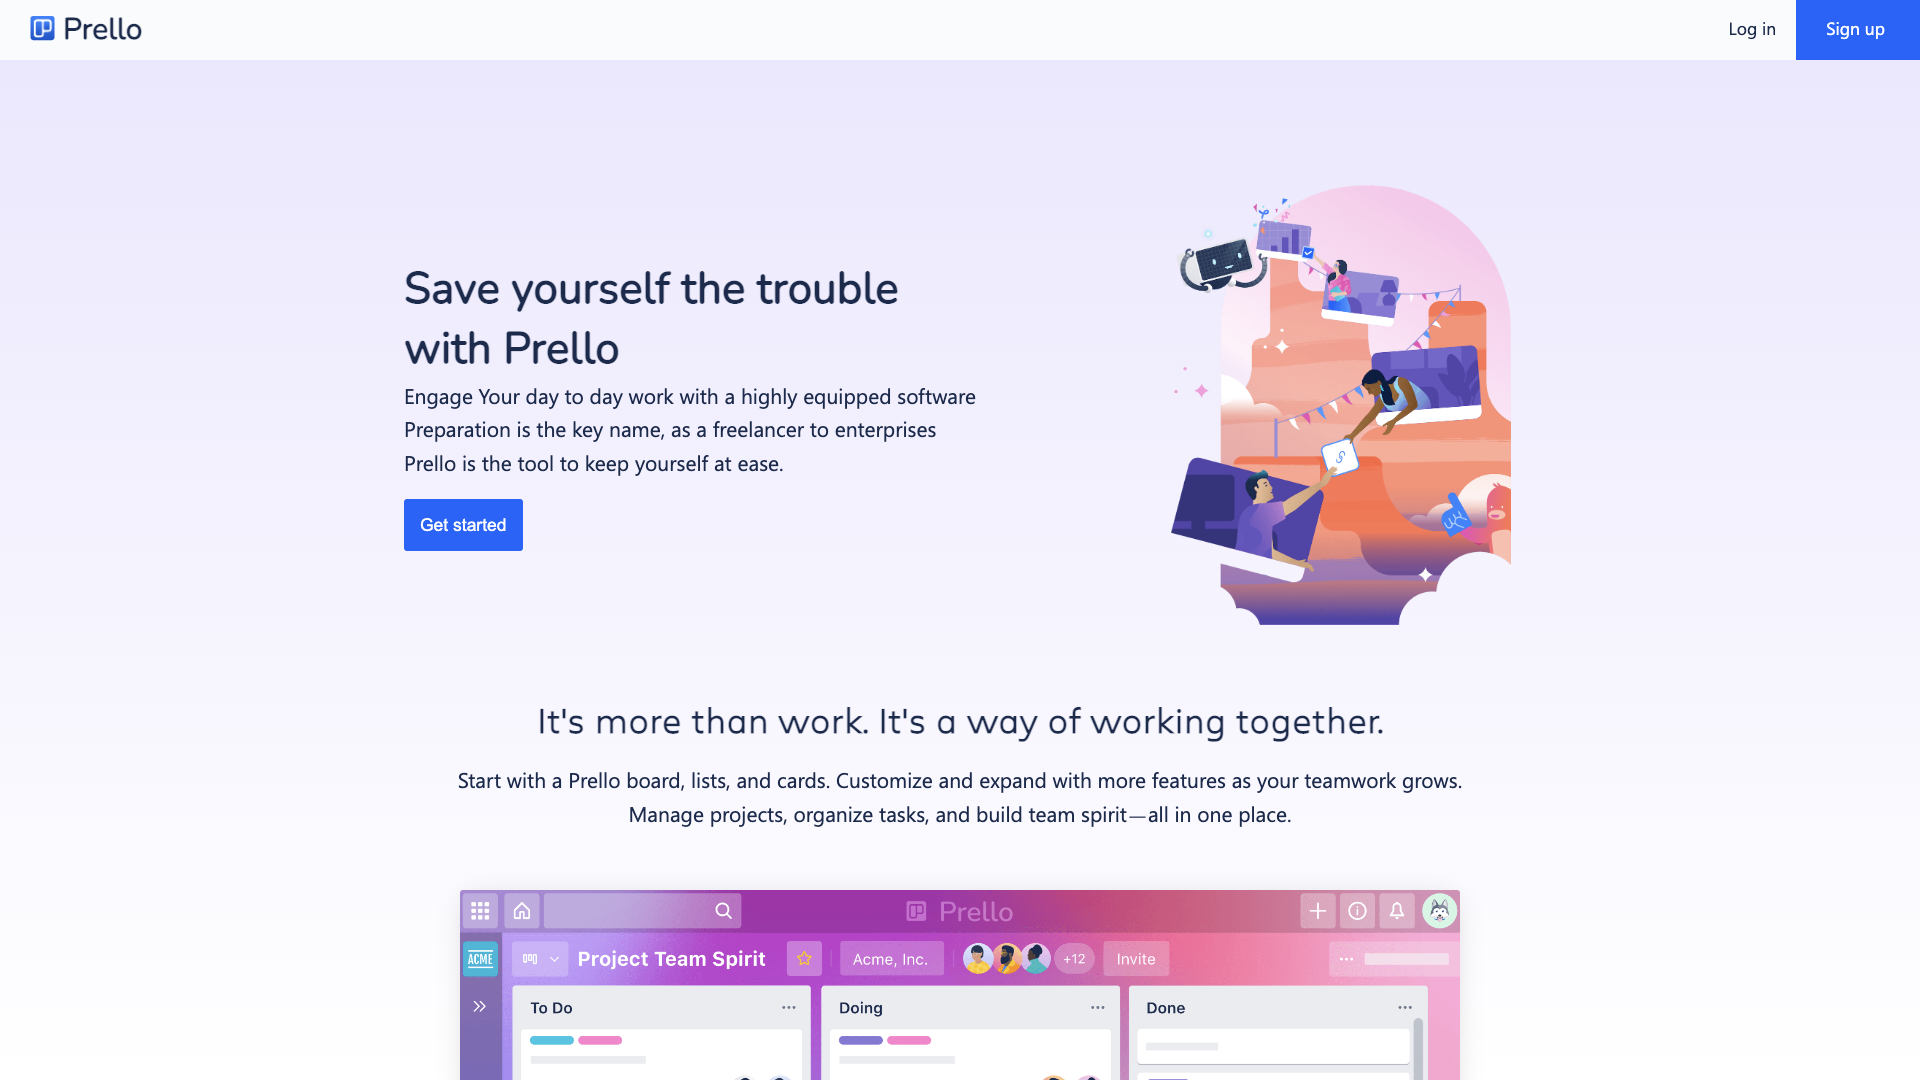 Prello
Log in
Sign up
Save yourself the trouble
with Prello
Engage Your day to day work with a highly equipped software
Preparation is the key name, as a freelancer to enterprises
Prello is the tool to keep yourself at ease.
Get started
It's more than work. It's a way of working together.
Start with a Prello board, lists, and cards. Customize and expand with more features as your teamwork grows.
Manage projects, organize tasks, and build team spirit—all in one place.
Prello
ACME
Project Team Spirit
Acme, Inc.
+12
Invite
To Do
Doing
Done